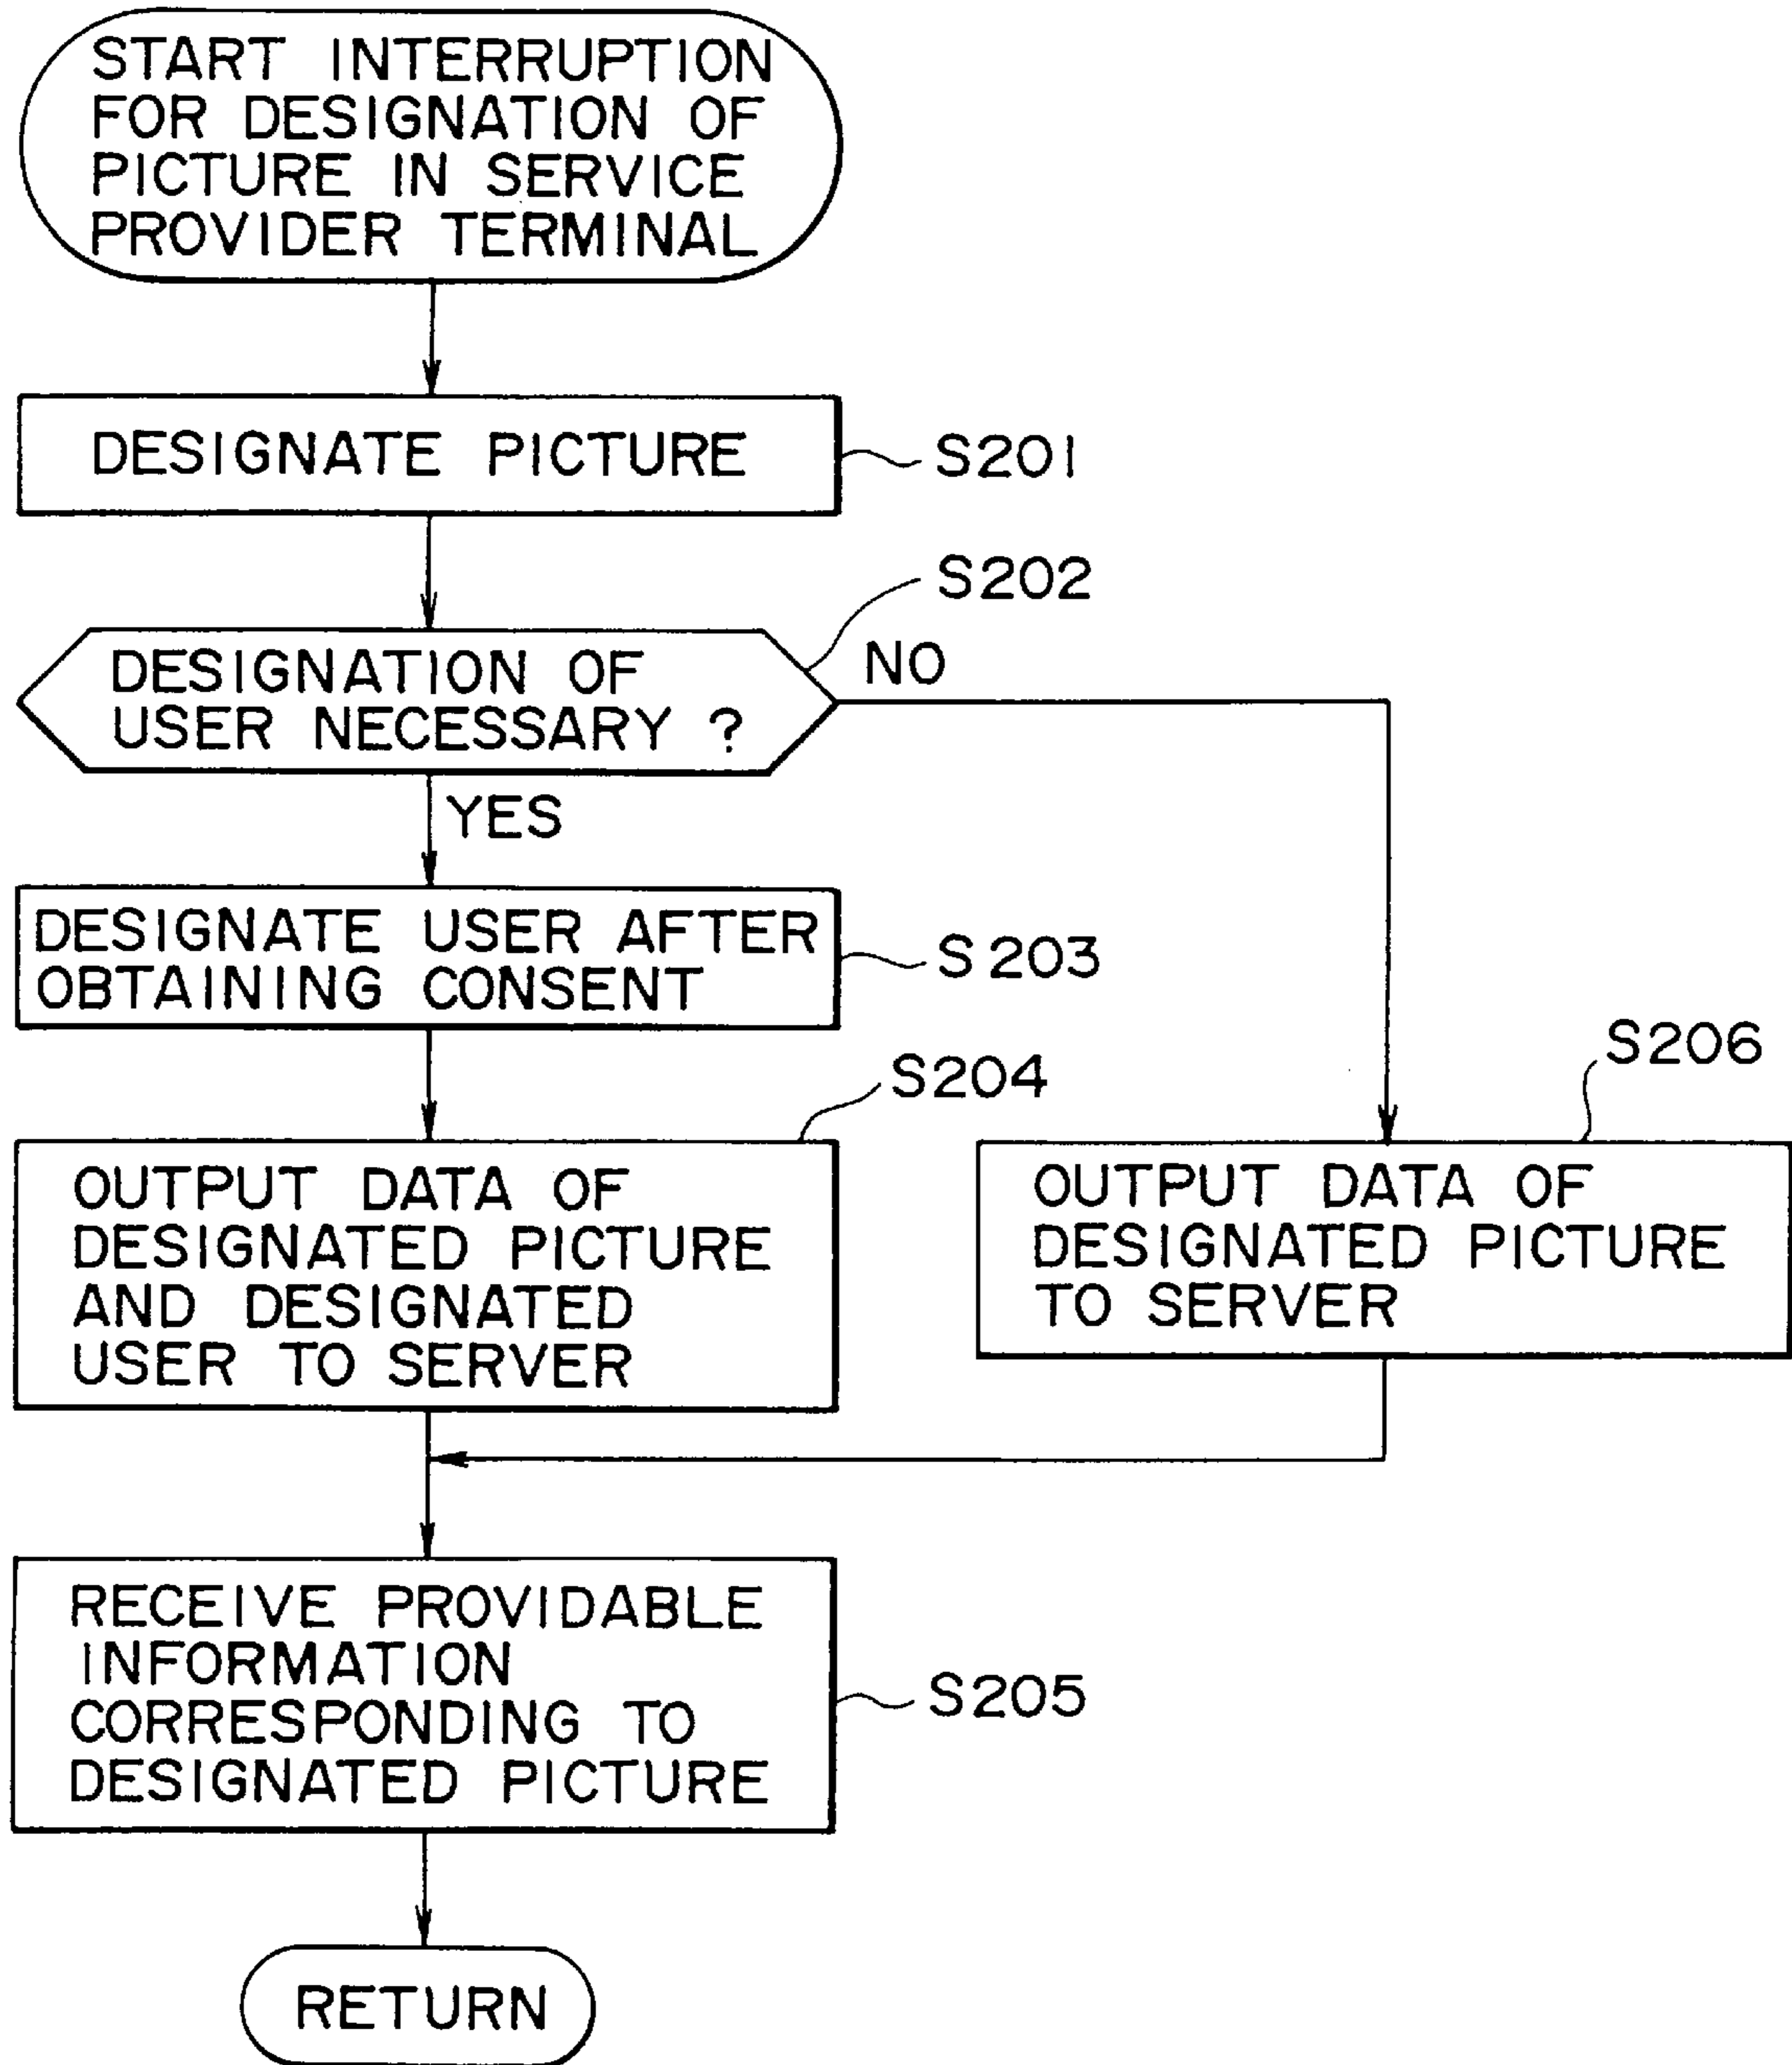 START INTERRUPTION
FOR DESIGNATION OF
PICTURE IN SERVICE
PROVIDER TERMINAL
DESIGNATE PICTURE
S201
S202
DESIGNATION OF
USER NECESSARY ?
NO
YES
DESIGNATE USER AFTER
OBTAINING CONSENT
S203
S204
OUTPUT DATA OF
DESIGNATED PICTURE
AND DESIGNATED
USER TO SERVER
S206
OUTPUT DATA OF
DESIGNATED PICTURE
TO SERVER
RECEIVE PROVIDABLE
INFORMATION
CORRESPONDING TO
DESIGNATED PICTURE
S205
RETURN